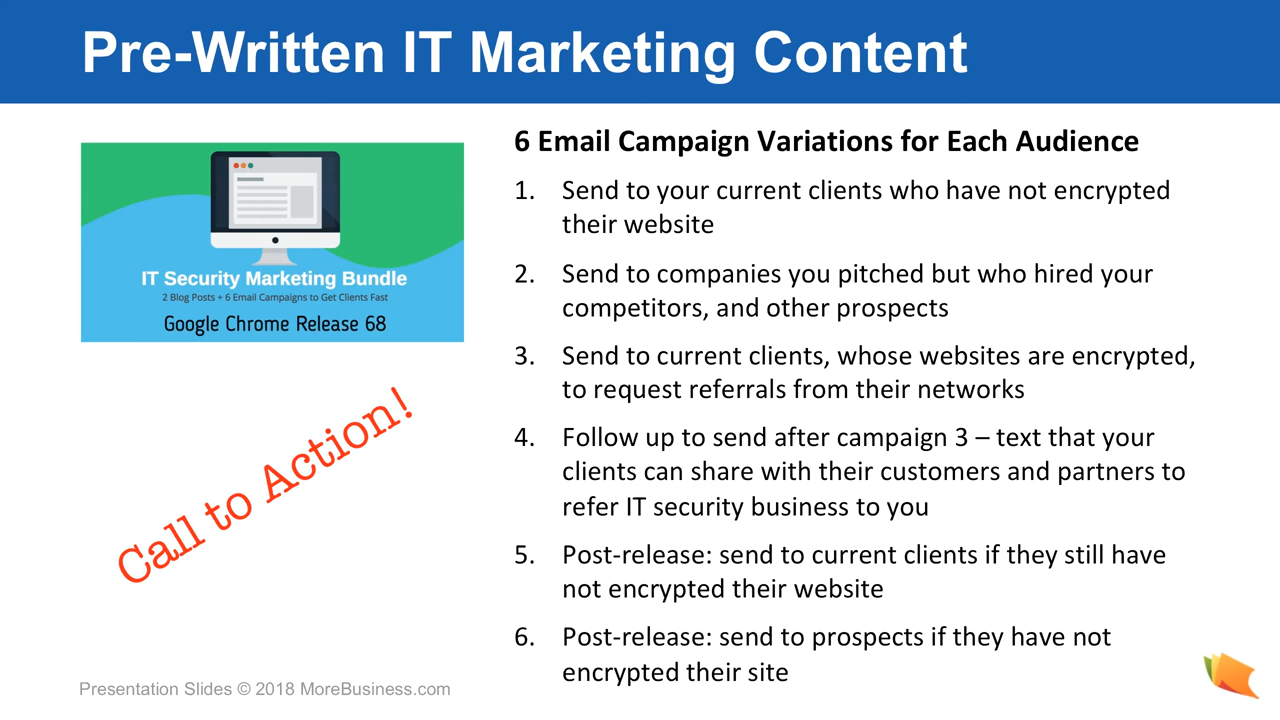 Pre-Written IT Marketing Content
IT Security Marketing Bundle
2 Blog Posts + 6 Email Campaigns to Get Clients Fast
Google Chrome Release 68
Call to Action!
6 Email Campaign Variations for Each Audience
1. Send to your current clients who have not encrypted
their website
2. Send to companies you pitched but who hired your
competitors, and other prospects
3. Send to current clients, whose websites are encrypted,
to request referrals from their networks
4. Follow up to send after campaign 3 – text that your
clients can share with their customers and partners to
refer IT security business to you
5. Post-release: send to current clients if they still have
not encrypted their website
6. Post-release: send to prospects if they have not
encrypted their site
Presentation Slides © 2018 MoreBusiness.com